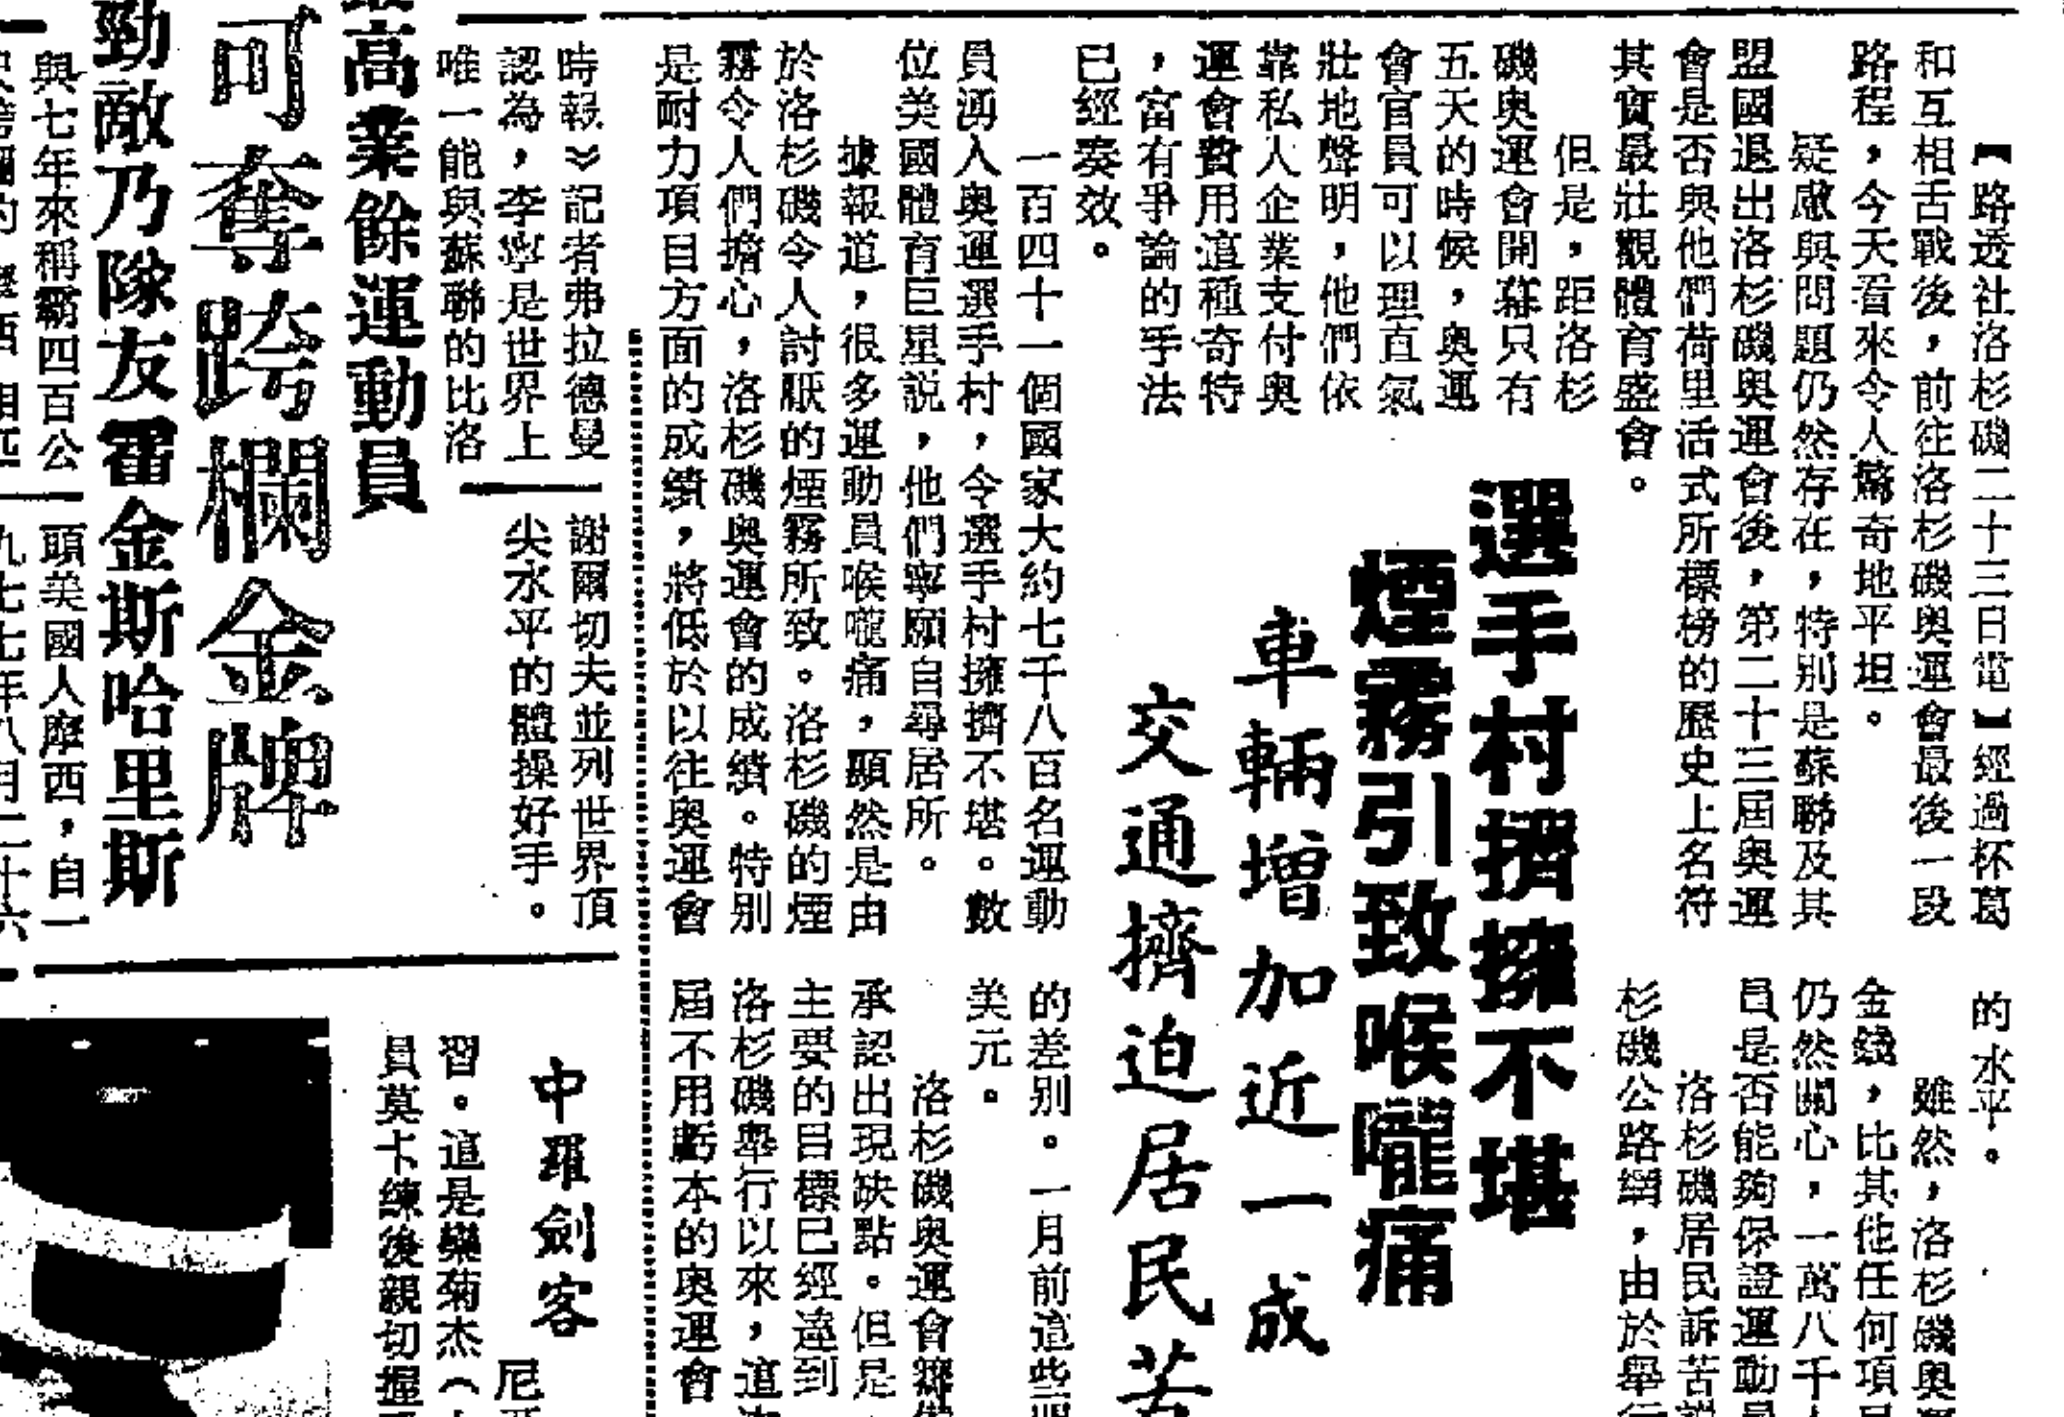 選手村擠擁不堪
煙霧引致喉嚨痛
車輛增加近一成
交通擠迫居民苦
【路透社洛杉磯二十三日電】經過杯葛
和互相舌戰後，前往洛杉磯奧運會最後一段
路程，今天看來令人驚奇地平坦。
疑慮與問題仍然存在，特別是蘇聯及其
盟國退出洛杉磯奧運會後，第二十三屆奧運
會是否與他們荷里活式所標榜的歷史上名符
其實最壯觀體育盛會。
但是，距洛杉
磯奧運會開幕只有
五天的時候，奧運
會官員可以理直氣
壯地聲明，他們依
靠私人企業支付奧
運會費用這種奇特
，富有爭論的手法
已經奏效。
一百四十一個國家大約七千八百名運動
員湧入奧運選手村，令選手村擁擠不堪。數
位美國體育巨星說，他們寧願自尋居所。
據報道，很多運動員喉嚨痛，顯然是由
於洛杉磯令人討厭的煙霧所致。洛杉磯的煙
霧令人們擔心，洛杉磯奧運會的成績。特別
是耐力項目方面的成績，將低於以往奧運會
的水平。
雖然，洛杉磯奧
金錢，比其他任何項
仍然關心，一萬八千
員是否能夠保證運動
洛杉磯居民訴苦
杉磯公路網，由於舉
的差別。一月前這些
美元。
洛杉磯奧運會籌
承認出現缺點。但是
主要的目標已經達到
洛杉磯舉行以來，這
屆不用虧本的奧運會
時報》記者弗拉德曼
認為，李寧是世界上
唯一能與蘇聯的比洛
謝爾切夫並列世界頂
尖水平的體操好手。
高業餘運動員
可奪跨欄金牌
勁敵乃隊友雷金斯哈里斯
與七年來稱霸四百公
頭美國人摩西，自一
九七七年八月二十六
中羅劍客
尼
習。這是欒菊杰（
員莫卡練後親切握